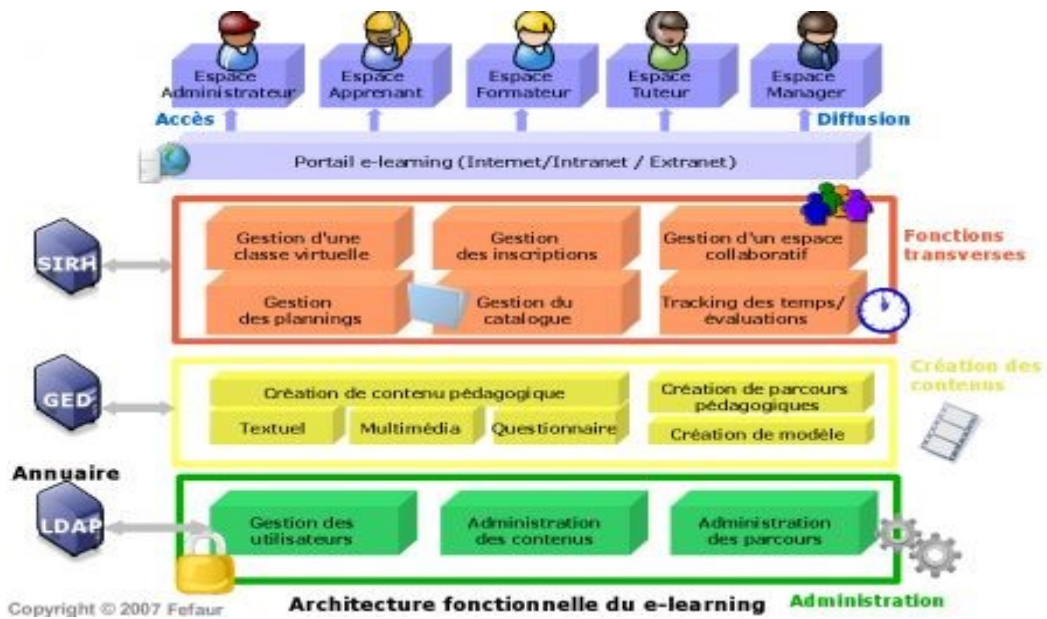 Espace
Administrateur
Espace
Apprenant
Espace
Formateur
Espace
Tuteur
Espace
Manager
Accès
Diffusion
Portail e-learning (Internet/Intranet / Extranet)
SIRH
Gestion d'une
classe virtuelle
Gestion
des inscriptions
Gestion d'un espace
collaboratif
Fonctions
transverses
Gestion
des plannings
Gestion du
catalogue
Tracking des temps/
évaluations
GED
Création de contenu pédagogique
Création de parcours
pédagogiques
Création des
contenus
Textuel
Multimédia
Questionnaire
Création de modèle
Annuaire
LDAP
Gestion des
utilisateurs
Administration
des contenus
Administration
des parcours
Copyright © 2007 Fefaur
Architecture fonctionnelle du e-learning
Administration